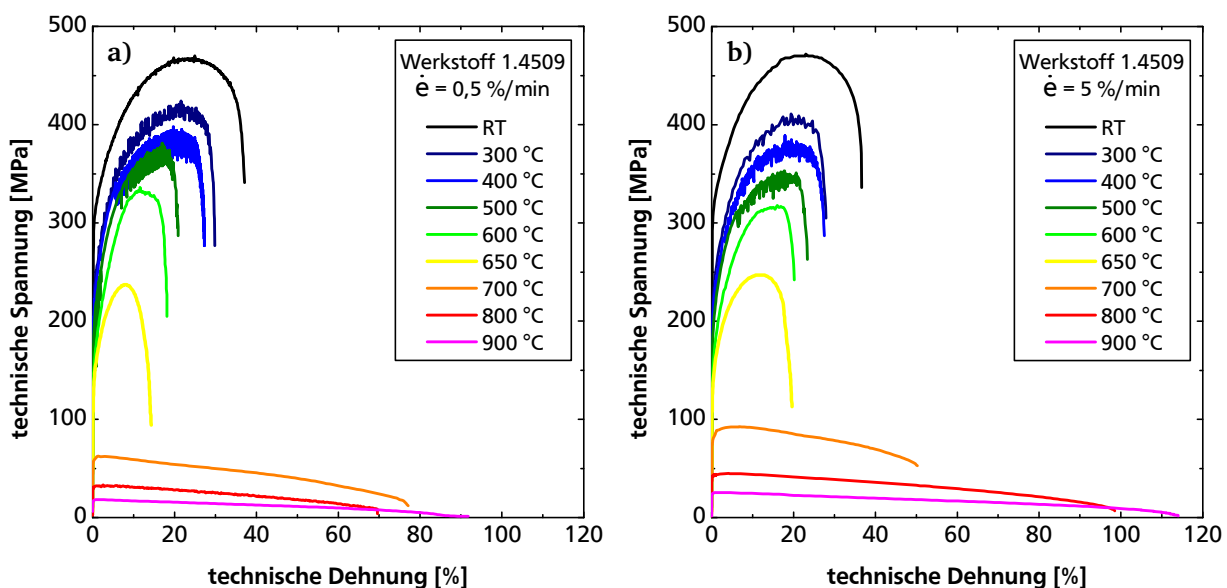 a)
Werkstoff 1.4509
ė = 0,5 %/min
RT
300 °C
400 °C
500 °C
600 °C
650 °C
700 °C
800 °C
900 °C
technische Spannung [MPa]
500
400
300
200
100
0
0 20 40 60 80 100 120
technische Dehnung [%]
b)
Werkstoff 1.4509
ė = 5 %/min
RT
300 °C
400 °C
500 °C
600 °C
650 °C
700 °C
800 °C
900 °C
technische Spannung [MPa]
500
400
300
200
100
0
0 20 40 60 80 100 120
technische Dehnung [%]